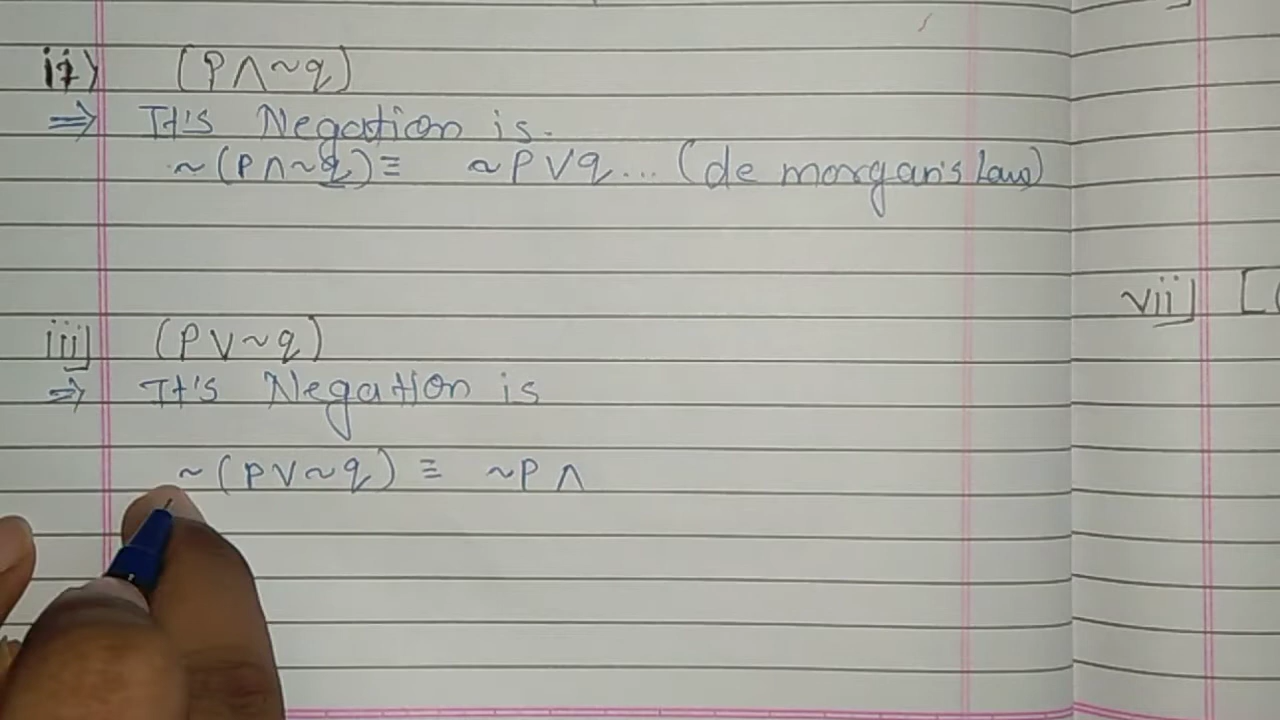 ii) (P∧~q)
⇒ It's Negation is.
~(P∧~q)≡ ~P∨q... (de morgan's Law)
iii] (P∨~q)
⇒ It's Negation is
~(P∨~q) ≡ ~P ∧
vii] [(